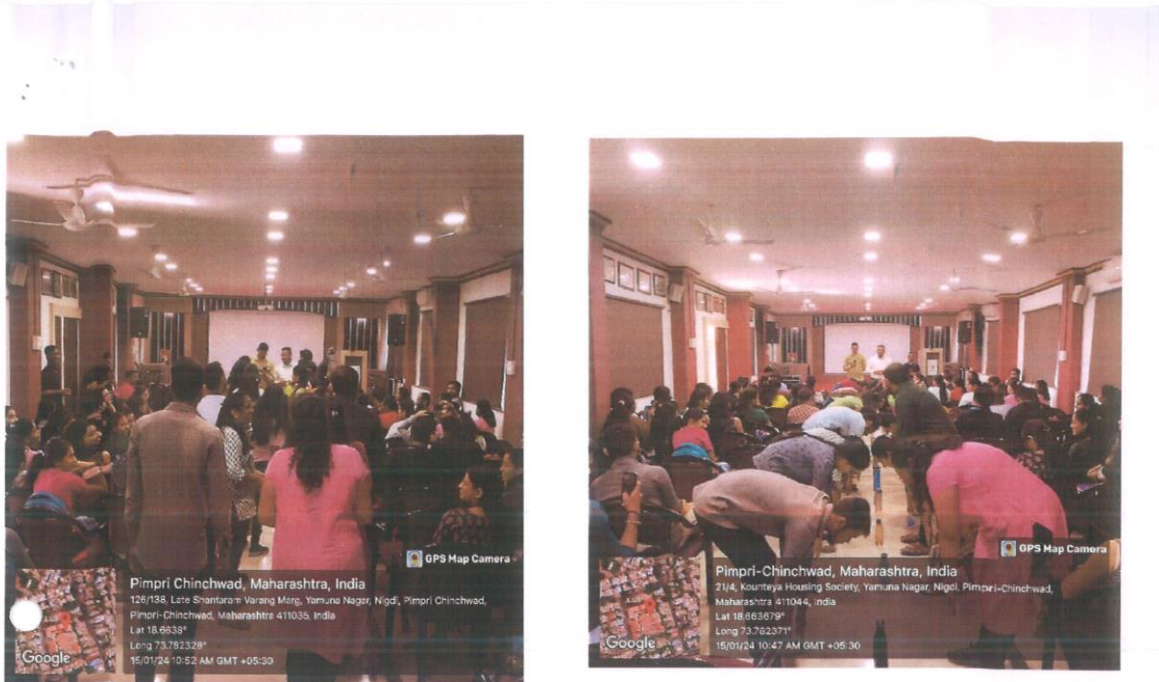 GPS Map Camera
Pimpri Chinchwad, Maharashtra, India
126/138, Late Shantaram Varang Marg, Yamuna Nagar, Nigdi, Pimpri Chinchwad,
Pimpri-Chinchwad, Maharashtra 411035, India
Lat 18.6638°
Long 73.782328°
15/01/24 10:52 AM GMT +05:30
Google
GPS Map Camera
Pimpri-Chinchwad, Maharashtra, India
21/4, Kounteya Housing Society, Yamuna Nagar, Nigdi, Pimpri-Chinchwad,
Maharashtra 411044, India
Lat 18.663679°
Long 73.782371°
15/01/24 10:47 AM GMT +05:30
Google